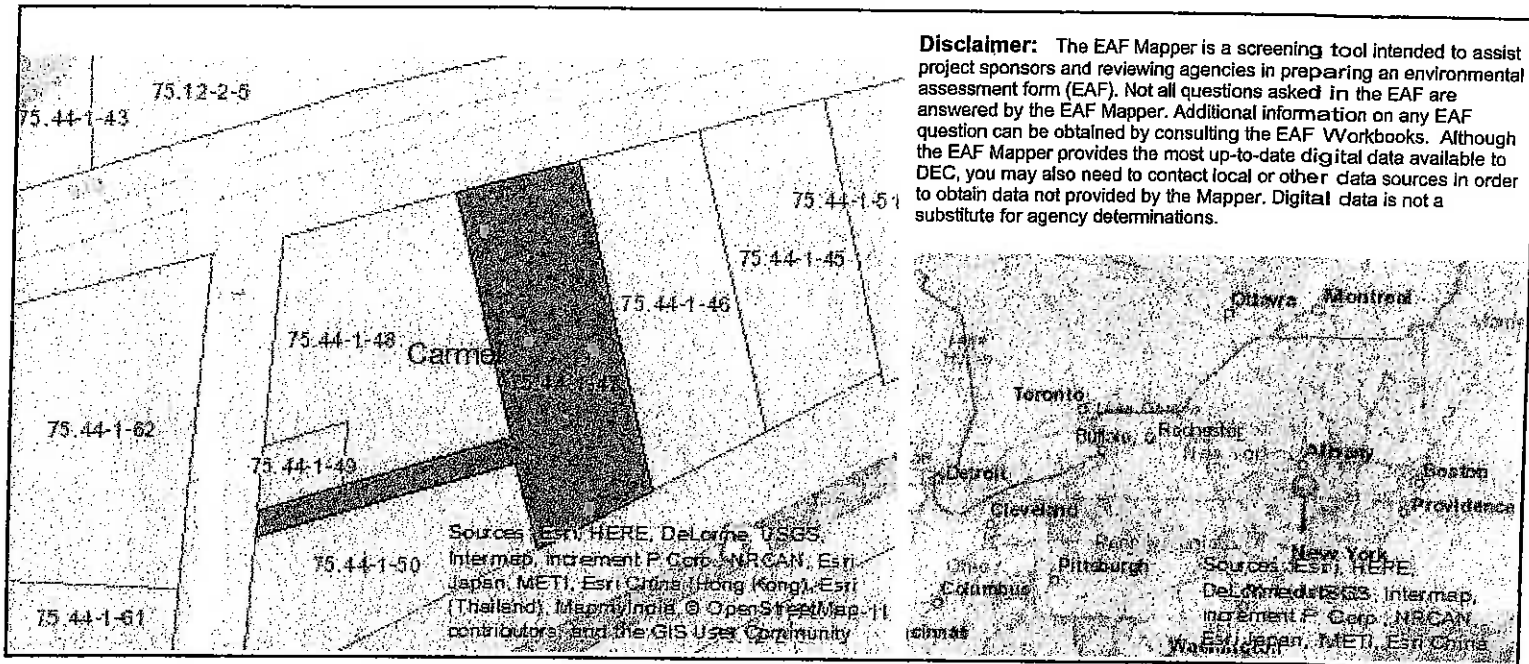 Disclaimer: The EAF Mapper is a screening tool intended to assist
project sponsors and reviewing agencies in preparing an environmental
assessment form (EAF). Not all questions asked in the EAF are
answered by the EAF Mapper. Additional information on any EAF
question can be obtained by consulting the EAF Workbooks. Although
the EAF Mapper provides the most up-to-date digital data available to
DEC, you may also need to contact local or other data sources in order
to obtain data not provided by the Mapper. Digital data is not a
substitute for agency determinations.
75.12-2-5
75.44-1-43
75.44-1-51
75.44-1-45
75.44-1-46
75.44-1-48
Carmel
75.44-1-62
75.44-1-49
75.44-1-50
75.44-1-61
Sources: Esri, HERE, DeLorme, USGS,
Intermap, increment P Corp., NRCAN, Esri
Japan, METI, Esri China (Hong Kong), Esri
(Thailand), MapmyIndia, © OpenStreetMap
contributors, and the GIS User Community
Ottawa
Montreal
Toronto
Buffalo
Rochester
Albany
Detroit
Boston
Cleveland
Providence
New York
Pittsburgh
Columbus
Sources: Esri, HERE,
DeLorme, USGS, Intermap,
increment P Corp., NRCAN,
Esri Japan, METI, Esri China